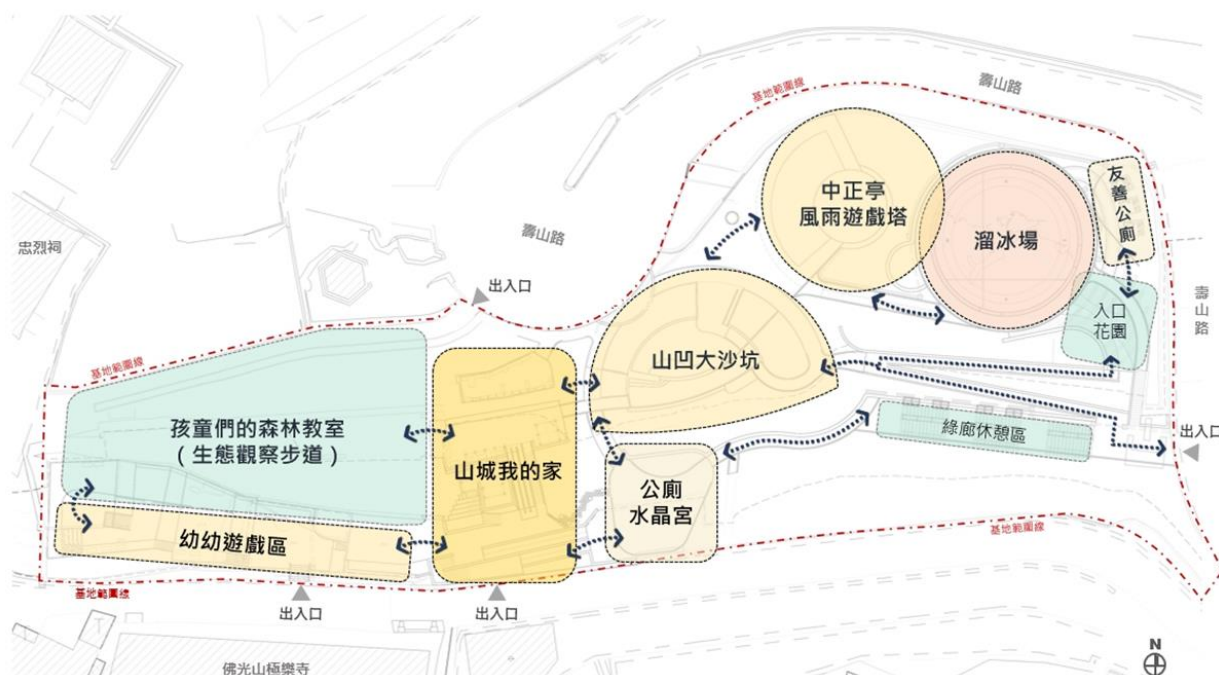 壽山路
基地範圍線
中正亭
風雨遊戲塔
溜冰場
友善公廁
忠烈祠
壽山路
出入口
入口
花園
壽山路
基地範圍線
山凹大沙坑
孩童們的森林教室
(生態觀察步道)
山城我的家
綠廊休憩區
出入口
公廁
水晶宮
幼幼遊戲區
基地範圍線
基地範圍線
出入口
出入口
佛光山極樂寺
N